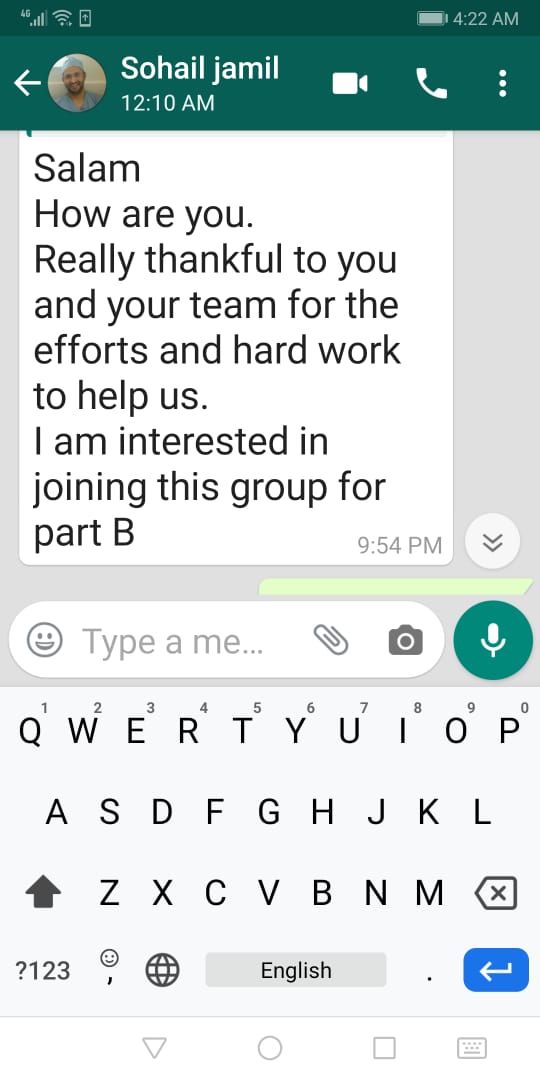 4G 4:22 AM
Sohail jamil
12:10 AM
Salam
How are you.
Really thankful to you
and your team for the
efforts and hard work
to help us.
I am interested in
joining this group for
part B
9:54 PM
Type a me...
1 2 3 4 5 6 7 8 9 0
Q W E R T Y U I O P
A S D F G H J K L
Z X C V B N M
?123 , English .